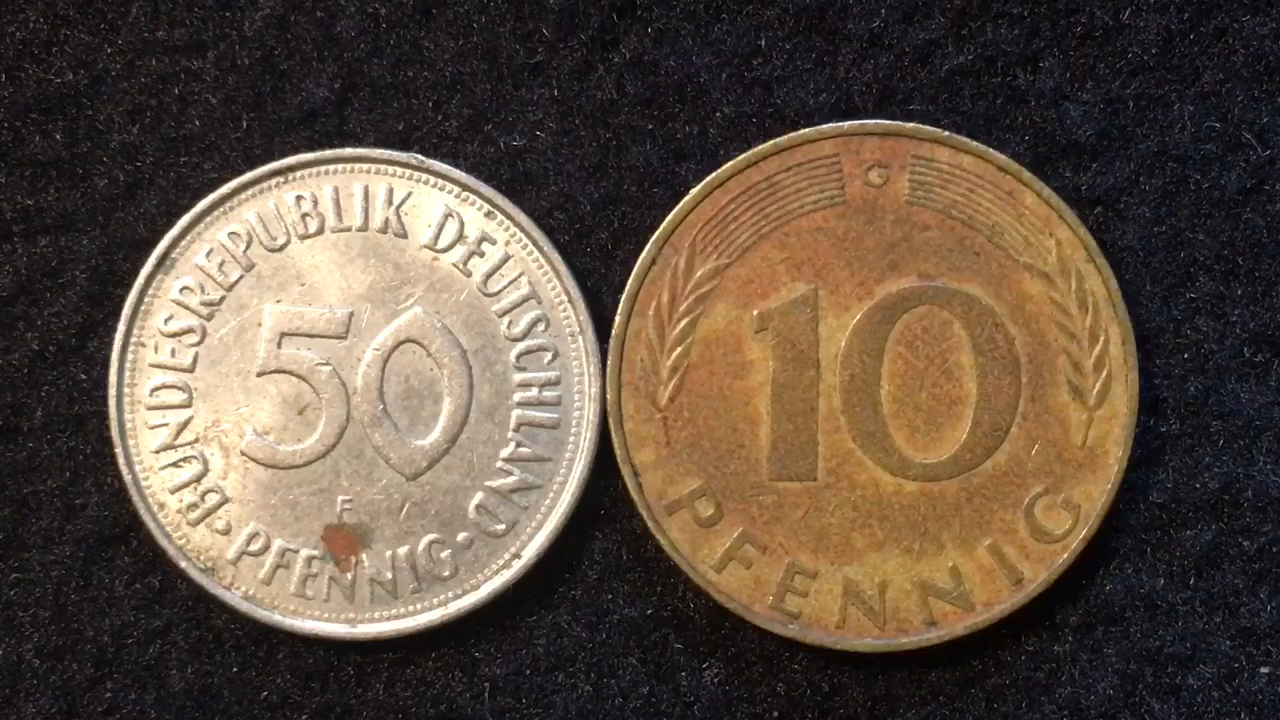 BUNDESREPUBLIK DEUTSCHLAND
50
F
· PFENNIG ·
G
10
PFENNIG